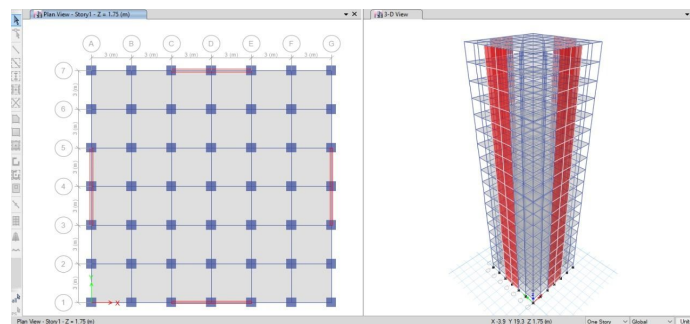 Plan View - Story1 - Z = 1.75 (m)
3-D View
A B C D E F G
3 (m) 3 (m) 3 (m) 3 (m) 3 (m) 3 (m)
7
3 (m)
6
3 (m)
5
3 (m)
4
3 (m)
3
3 (m)
2
3 (m)
1
Y
X
Plan View - Story1 - Z = 1.75 (m)
X -3.9 Y 19.3 Z 1.75 (m)
One Story
Global
Unit